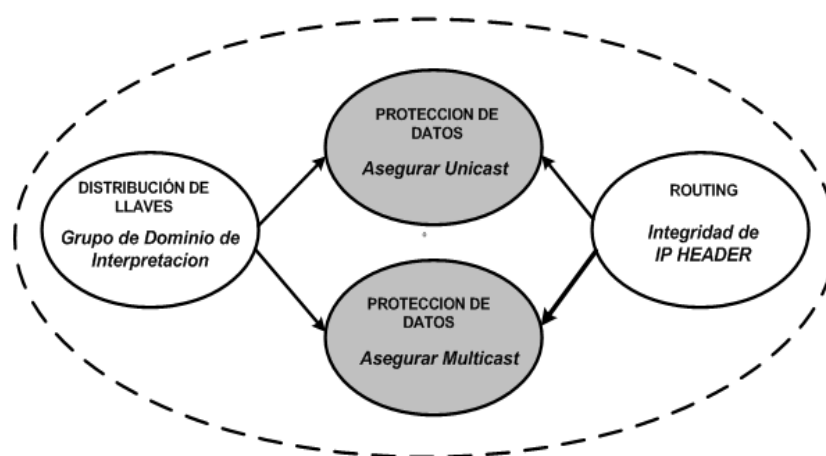 PROTECCION DE
DATOS
Asegurar Unicast
DISTRIBUCIÓN DE
LLAVES
Grupo de Dominio de
Interpretacion
ROUTING
Integridad de
IP HEADER
PROTECCION DE
DATOS
Asegurar Multicast